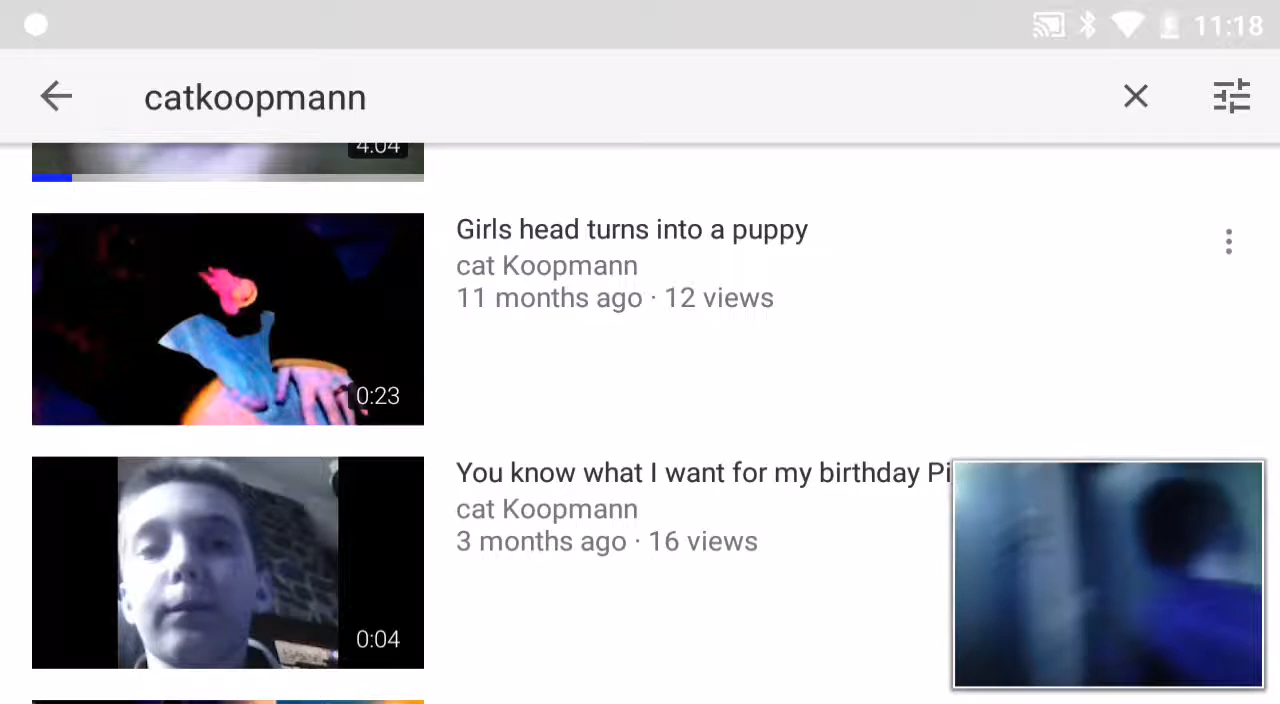 11:18
catkoopmann
4:04
Girls head turns into a puppy
cat Koopmann
11 months ago · 12 views
0:23
You know what I want for my birthday Pi
cat Koopmann
3 months ago · 16 views
0:04